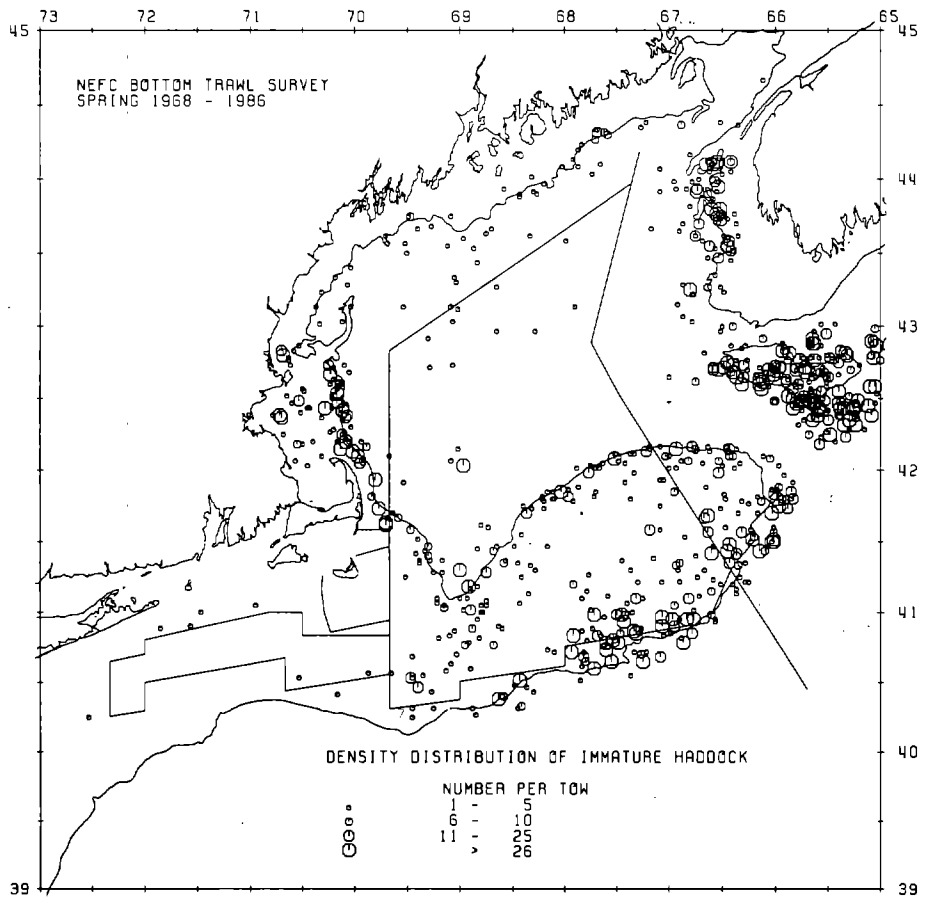 73 72 71 70 69 68 67 66 65
45 45
NEFC BOTTOM TRAWL SURVEY
SPRING 1968 - 1986
44 44
43 43
42 42
41 41
40 40
DENSITY DISTRIBUTION OF IMMATURE HADDOCK
NUMBER PER TOW
1 - 5
6 - 10
11 - 25
> 26
39 39